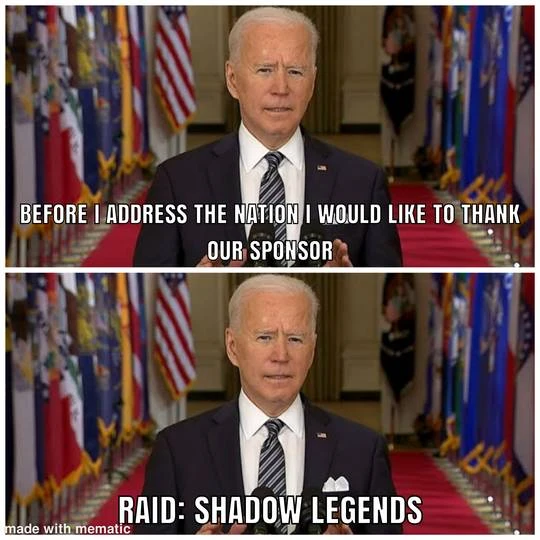 BEFORE I ADDRESS THE NATION I WOULD LIKE TO THANK
OUR SPONSOR
RAID: SHADOW LEGENDS
made with mematic